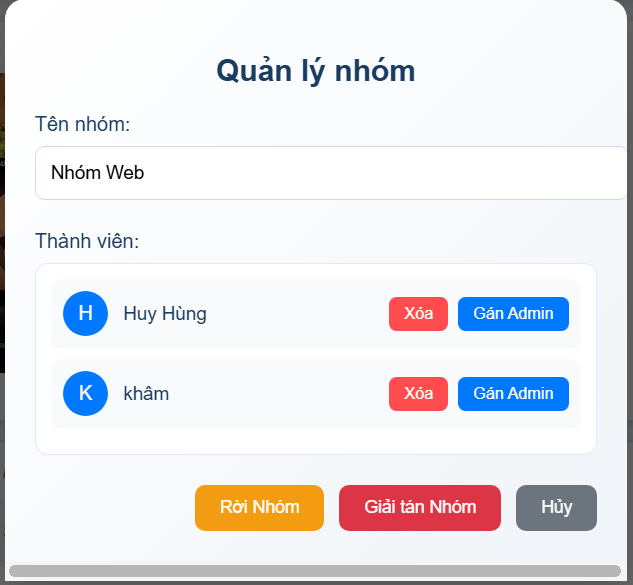 Quản lý nhóm
Tên nhóm:
Nhóm Web
Thành viên:
H Huy Hùng Xóa Gán Admin
K khâm Xóa Gán Admin
Rời Nhóm Giải tán Nhóm Hủy